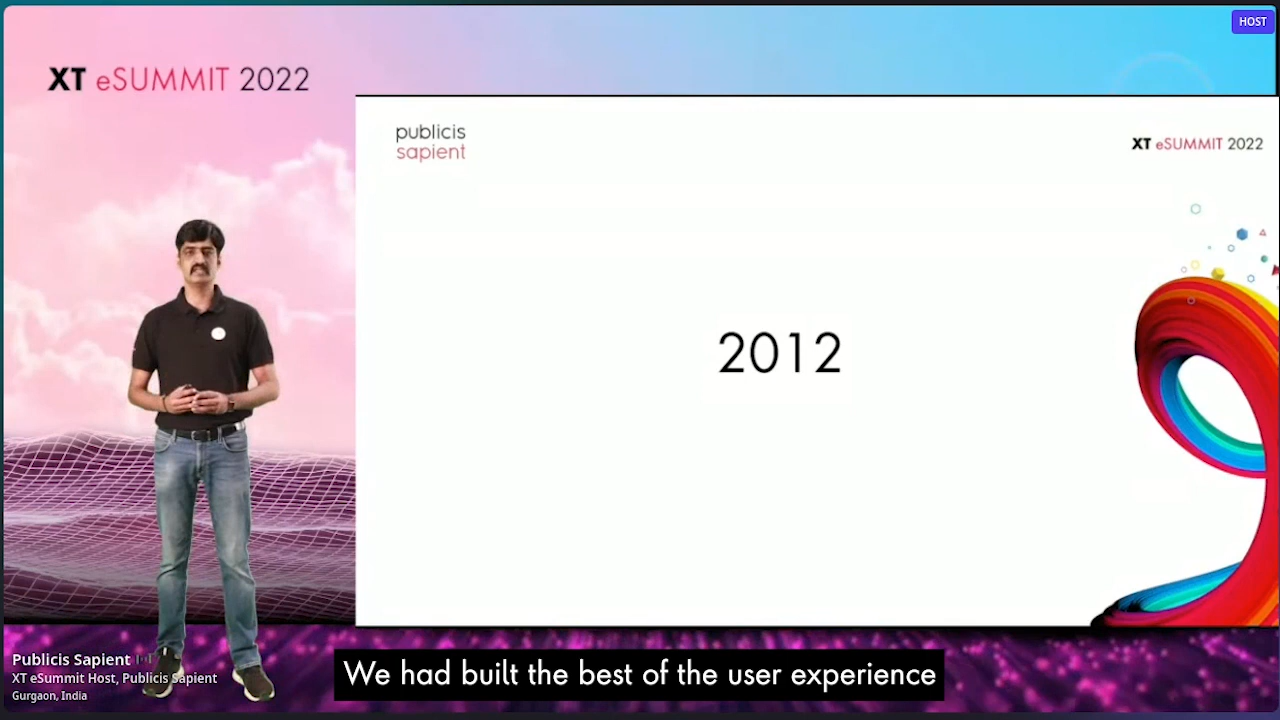 HOST
XT eSUMMIT 2022
publicis
sapient
XT eSUMMIT 2022
2012
Publicis Sapient
XT eSummit Host, Publicis Sapient
Gurgaon, India
We had built the best of the user experience